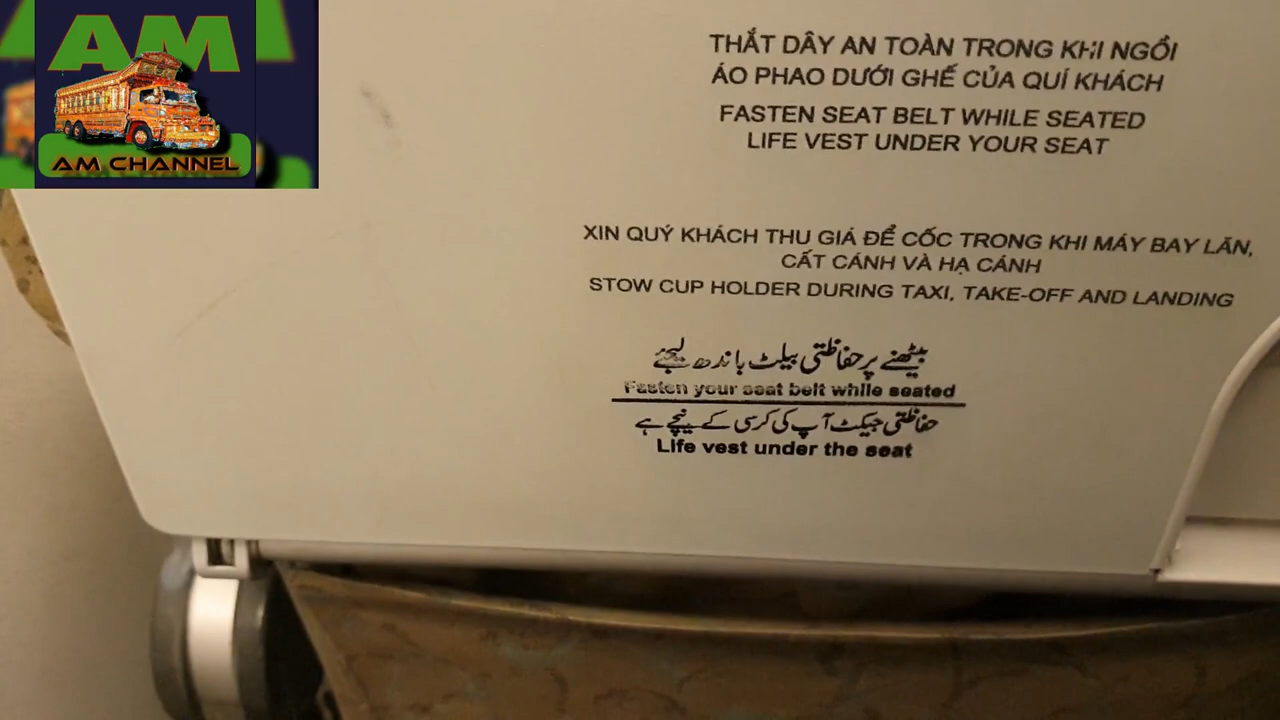 AM
AM CHANNEL
THẮT DÂY AN TOÀN TRONG KHI NGỒI
ÁO PHAO DƯỚI GHẾ CỦA QUÍ KHÁCH
FASTEN SEAT BELT WHILE SEATED
LIFE VEST UNDER YOUR SEAT
XIN QUÝ KHÁCH THU GIÁ ĐỂ CỐC TRONG KHI MÁY BAY LĂN,
CẤT CÁNH VÀ HẠ CÁNH
STOW CUP HOLDER DURING TAXI, TAKE-OFF AND LANDING
بیٹھنے پر حفاظتی بیلٹ باندھ لیجئے
Fasten your seat belt while seated
حفاظتی جیکٹ آپ کی کرسی کے نیچے ہے
Life vest under the seat